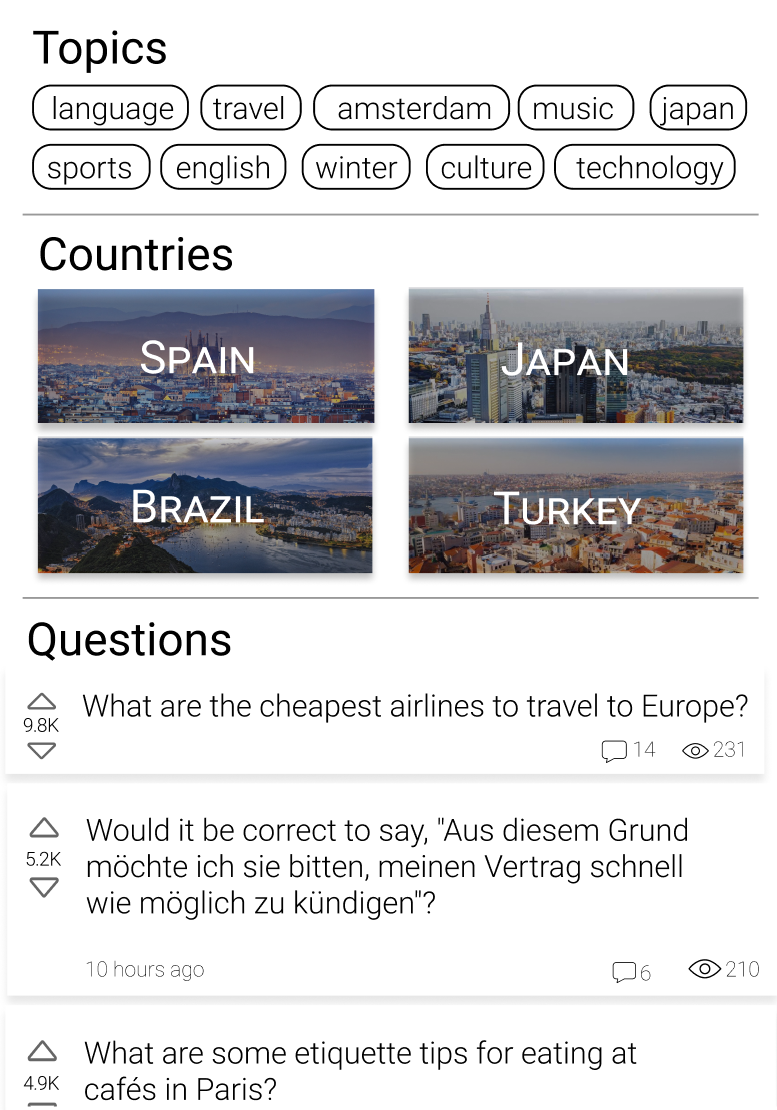 Topics
language travel amsterdam music japan
sports english winter culture technology
Countries
SPAIN JAPAN
BRAZIL TURKEY
Questions
What are the cheapest airlines to travel to Europe?
9.8K
14 231
Would it be correct to say, "Aus diesem Grund
5.2K möchte ich sie bitten, meinen Vertrag schnell
wie möglich zu kündigen"?
10 hours ago 6 210
What are some etiquette tips for eating at
4.9K cafés in Paris?